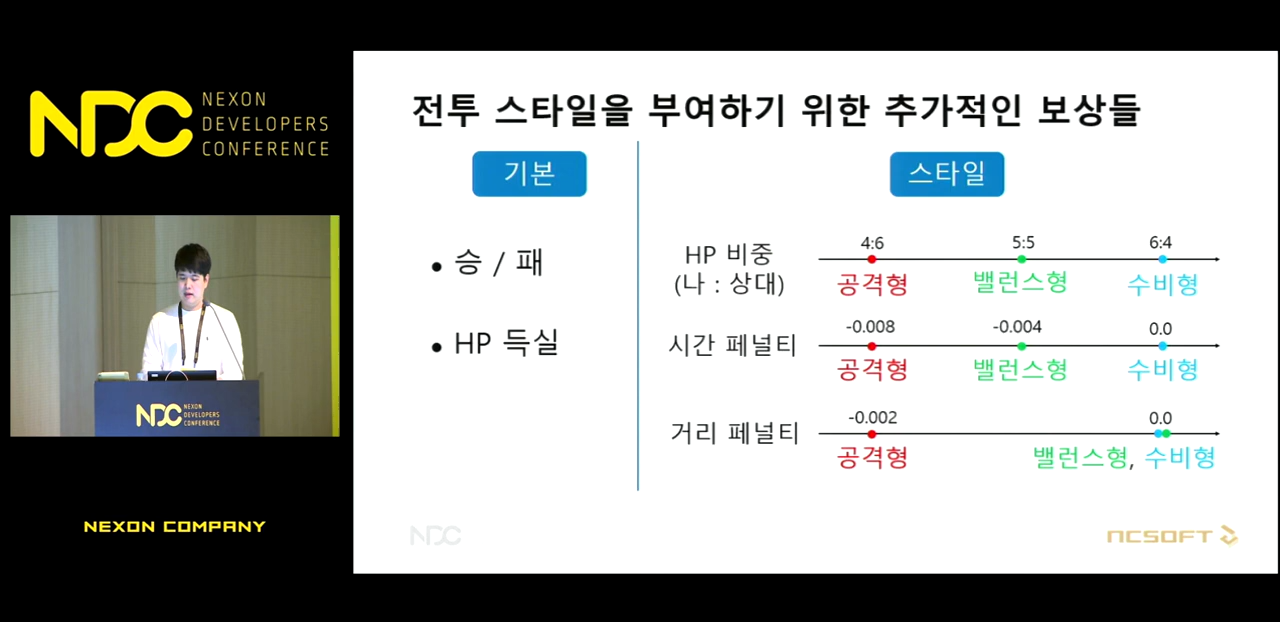 NDC
NEXON
DEVELOPERS
CONFERENCE
NDC
NEXON
DEVELOPERS
CONFERENCE
NEXON COMPANY
전투 스타일을 부여하기 위한 추가적인 보상들
기본
• 승 / 패
• HP 득실
스타일
HP 비중
(나 : 상대)
4:6 5:5 6:4
공격형 밸런스형 수비형
시간 페널티
-0.008 -0.004 0.0
공격형 밸런스형 수비형
거리 페널티
-0.002 0.0
공격형 밸런스형, 수비형
NDC
NCSOFT